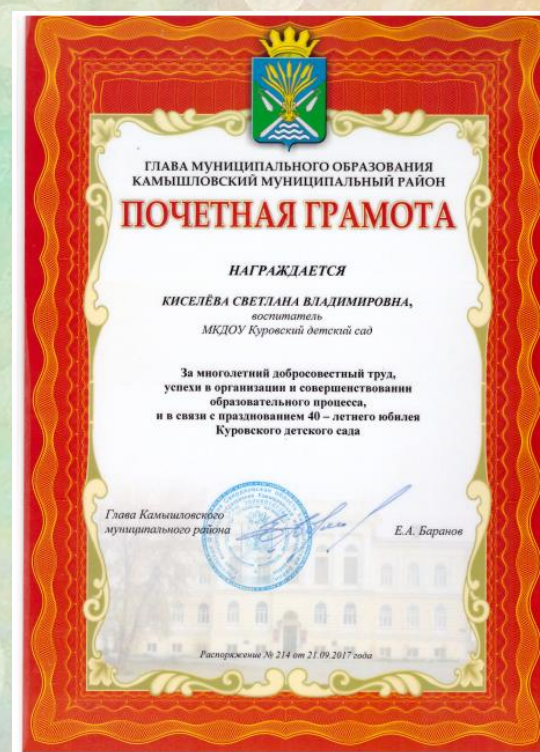 ГЛАВА МУНИЦИПАЛЬНОГО ОБРАЗОВАНИЯ
КАМЫШЛОВСКИЙ МУНИЦИПАЛЬНЫЙ РАЙОН
ПОЧЕТНАЯ ГРАМОТА
НАГРАЖДАЕТСЯ
КИСЕЛЁВА СВЕТЛАНА ВЛАДИМИРОВНА,
воспитатель
МКДОУ Куровский детский сад
За многолетний добросовестный труд,
успехи в организации и совершенствовании
образовательного процесса,
и в связи с празднованием 40 – летнего юбилея
Куровского детского сада
Глава Камышловского
муниципального района
Е.А. Баранов
Распоряжение № 214 от 21.09.2017 года